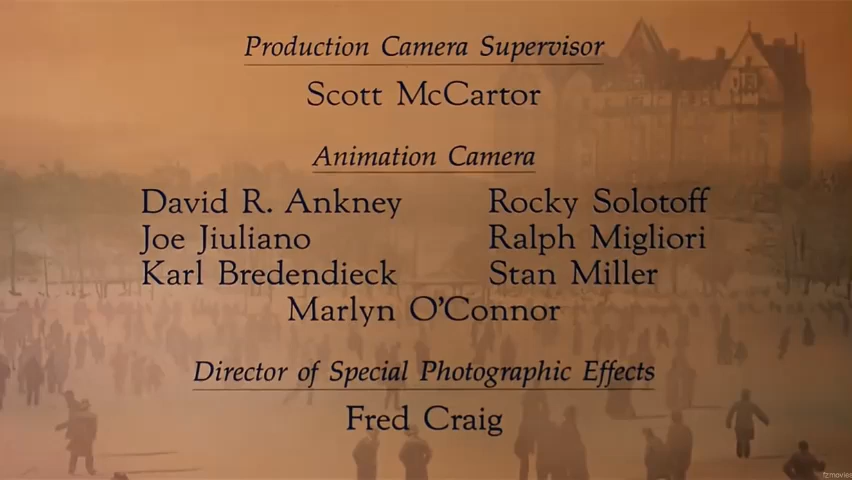 Production Camera Supervisor
Scott McCartor
Animation Camera
David R. Ankney Rocky Solotoff
Joe Jiuliano Ralph Migliori
Karl Bredendieck Stan Miller
Marlyn O'Connor
Director of Special Photographic Effects
Fred Craig
fzmovies